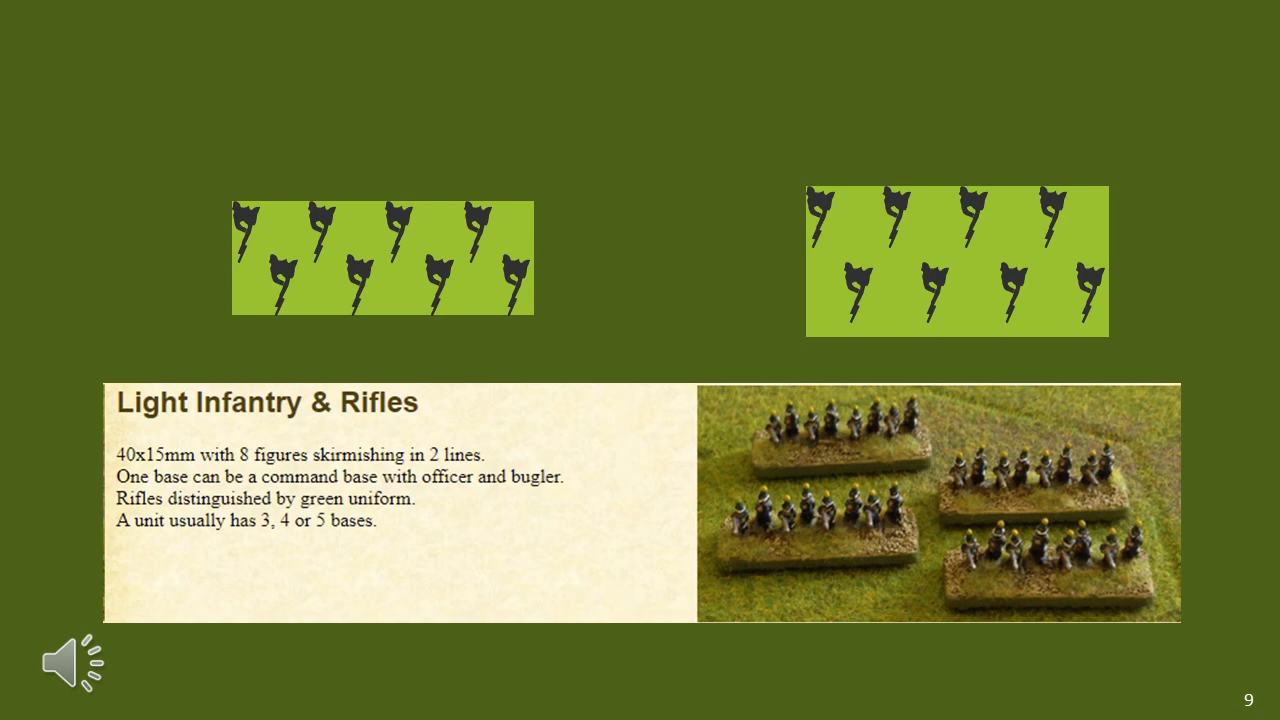 Light Infantry & Rifles
40x15mm with 8 figures skirmishing in 2 lines.
One base can be a command base with officer and bugler.
Rifles distinguished by green uniform.
A unit usually has 3, 4 or 5 bases.
9